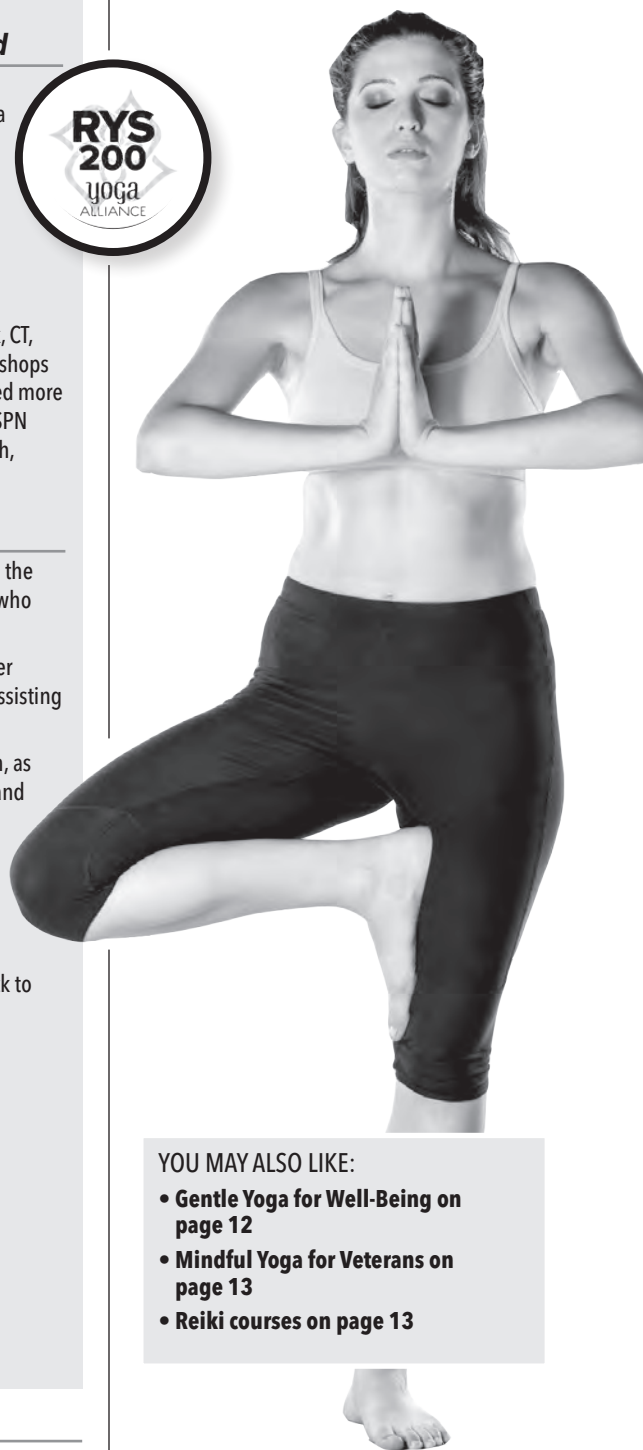 d
a
, CT,
shops
ed more
SPN
h,
the
who
er
ssisting
n, as
and
k to
RYS
200
yoga
ALLIANCE
YOU MAY ALSO LIKE:
• Gentle Yoga for Well-Being on
page 12
• Mindful Yoga for Veterans on
page 13
• Reiki courses on page 13